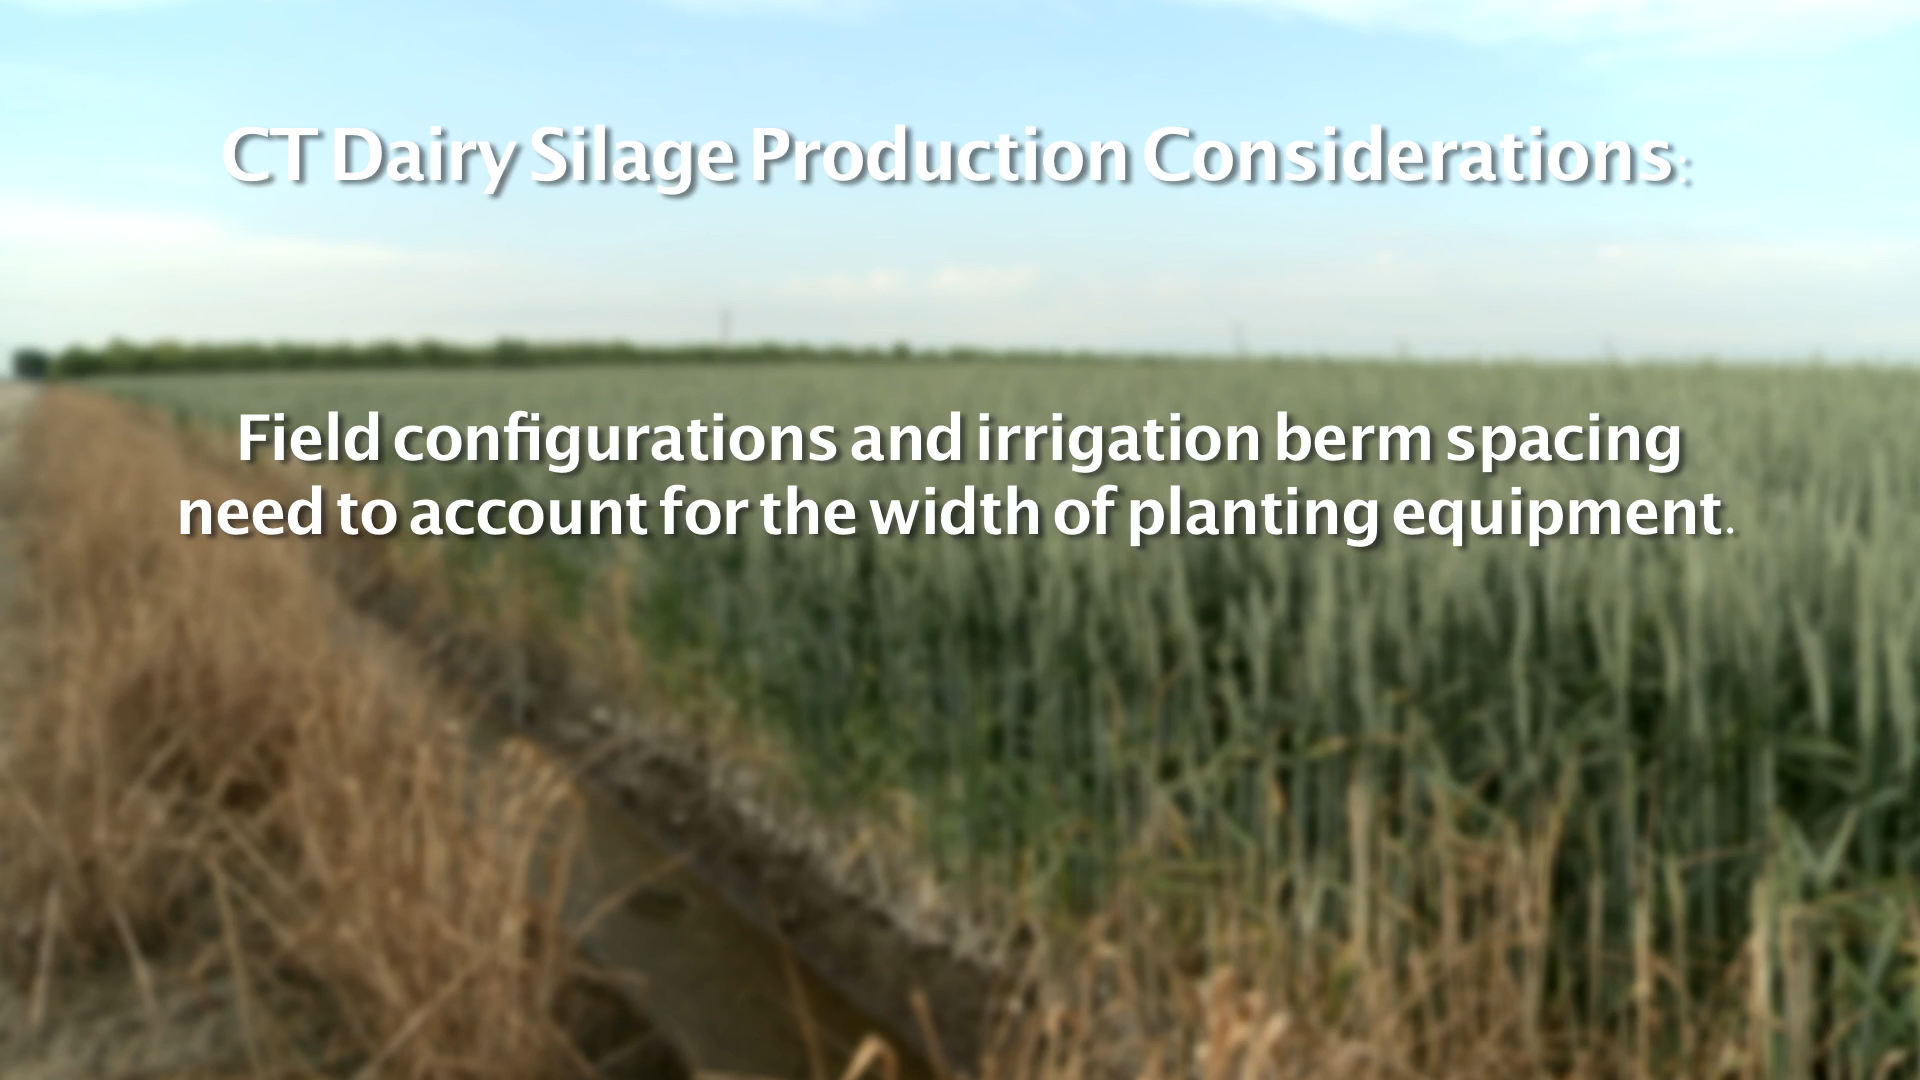 CT Dairy Silage Production Considerations:
Field configurations and irrigation berm spacing
need to account for the width of planting equipment.